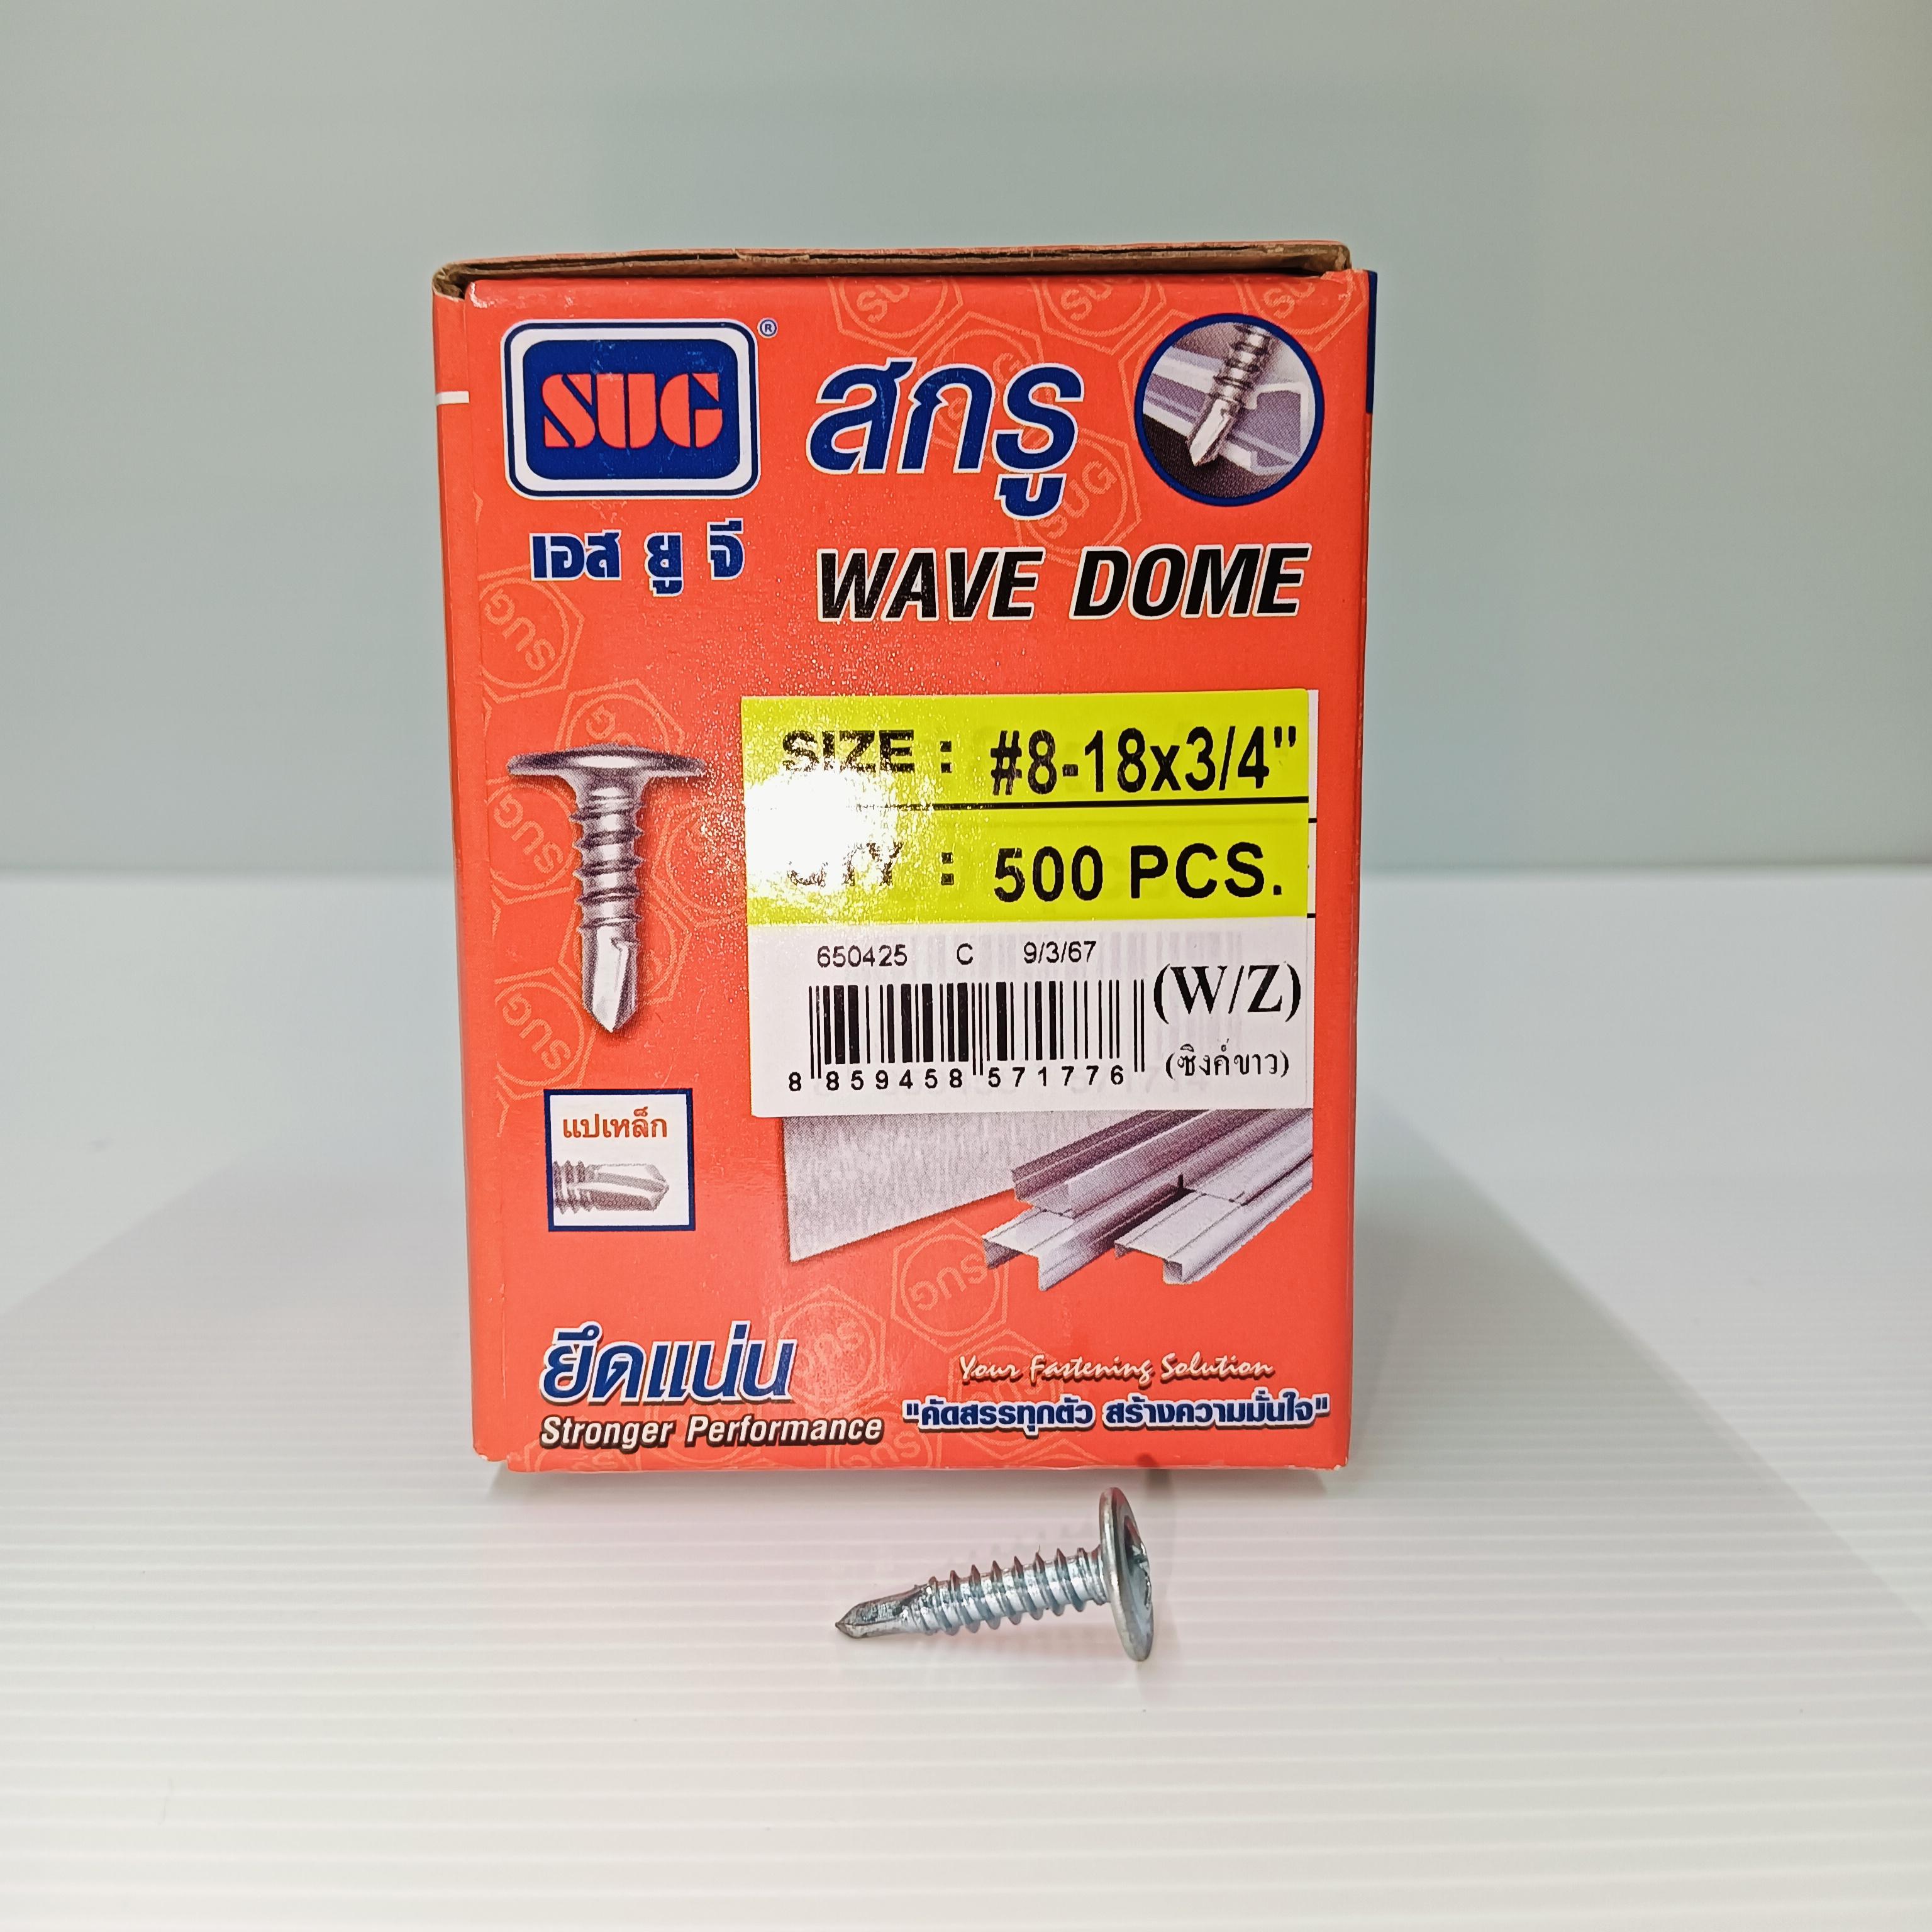 SUG®
สกรู
เอส ยู จี
WAVE DOME
SIZE : #8-18x3/4"
QTY : 500 PCS.
650425 C 9/3/67
(W/Z)
8 859458 571776
(ซิงค์ขาว)
แปเหล็ก
ยึดแน่น
Stronger Performance
Your Fastening Solution
"คัดสรรทุกตัว สร้างความมั่นใจ"